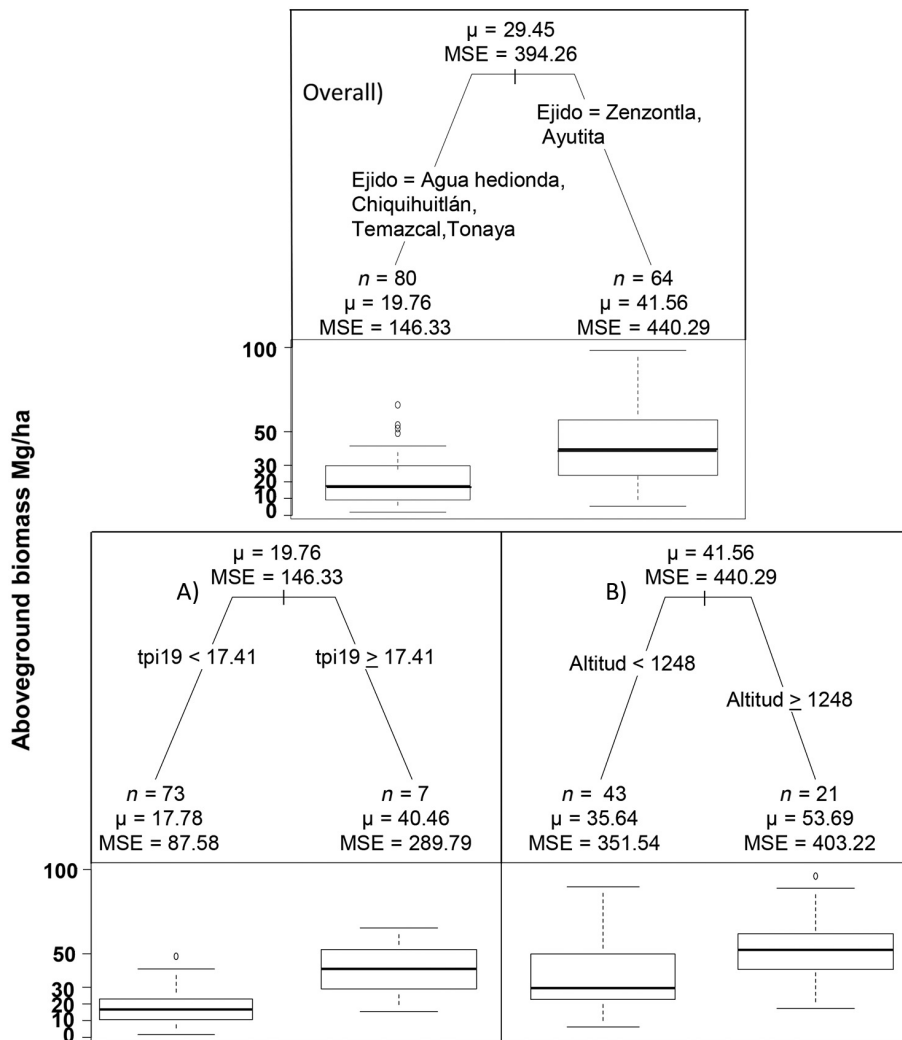 μ = 29.45
MSE = 394.26
Overall)
Ejido = Zenzontla,
Ayutita
Ejido = Agua hedionda,
Chiquihuitlán,
Temazcal,Tonaya
n = 80
μ = 19.76
MSE = 146.33
n = 64
μ = 41.56
MSE = 440.29
100
50
30
20
10
0
Aboveground biomass Mg/ha
μ = 19.76
MSE = 146.33
A)
tpi19 < 17.41
tpi19 ≥ 17.41
n = 73
μ = 17.78
MSE = 87.58
n = 7
μ = 40.46
MSE = 289.79
μ = 41.56
MSE = 440.29
B)
Altitud < 1248
Altitud ≥ 1248
n = 43
μ = 35.64
MSE = 351.54
n = 21
μ = 53.69
MSE = 403.22
100
50
30
20
10
0